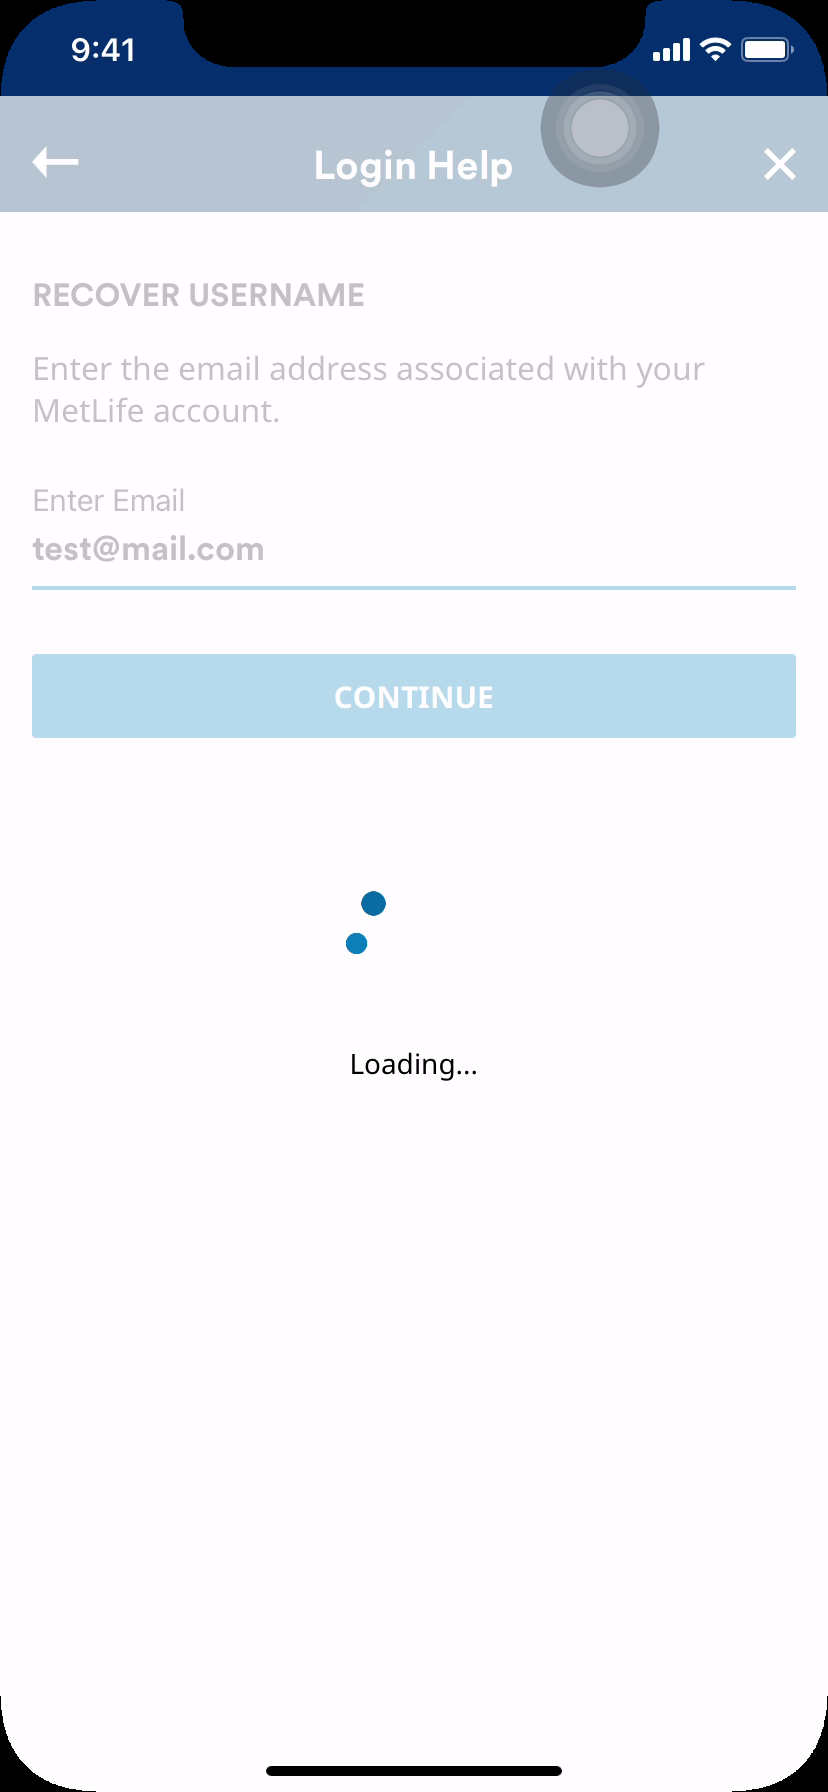 9:41
Login Help
RECOVER USERNAME
Enter the email address associated with your
MetLife account.
Enter Email
test@mail.com
CONTINUE
Loading...